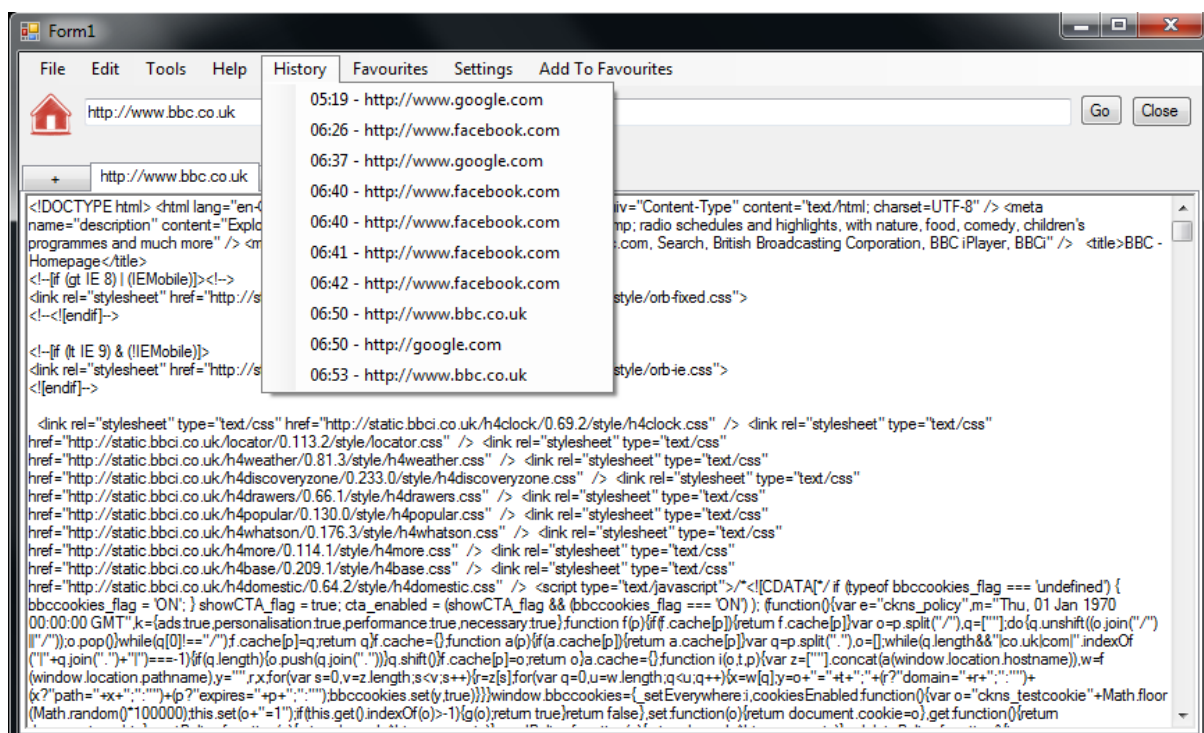 Form1
File Edit Tools Help History Favourites Settings Add To Favourites
http://www.bbc.co.uk Go Close
+ http://www.bbc.co.uk
05:19 - http://www.google.com
06:26 - http://www.facebook.com
06:37 - http://www.google.com
06:40 - http://www.facebook.com
06:40 - http://www.facebook.com
06:41 - http://www.facebook.com
06:42 - http://www.facebook.com
06:50 - http://www.bbc.co.uk
06:50 - http://google.com
06:53 - http://www.bbc.co.uk
<!DOCTYPE html> <html lang="en- iv="Content-Type" content="text/html; charset=UTF-8" /> <meta
name="description" content="Explo mp; radio schedules and highlights, with nature, food, comedy, children's
programmes and much more" /> <m .com, Search, British Broadcasting Corporation, BBC iPlayer, BBCi" /> <title>BBC -
Homepage</title>
<!--[if (gt IE 8) | (IEMobile)]><!-->
<link rel="stylesheet" href="http://s style/orb-fixed.css">
<!--<![endif]-->
<!--[if (lt IE 9) & (!IEMobile)]>
<link rel="stylesheet" href="http://s style/orb-ie.css">
<![endif]-->
<link rel="stylesheet" type="text/css" href="http://static.bbci.co.uk/h4clock/0.69.2/style/h4clock.css" /> <link rel="stylesheet" type="text/css"
href="http://static.bbci.co.uk/locator/0.113.2/style/locator.css" /> <link rel="stylesheet" type="text/css"
href="http://static.bbci.co.uk/h4weather/0.81.3/style/h4weather.css" /> <link rel="stylesheet" type="text/css"
href="http://static.bbci.co.uk/h4discoveryzone/0.233.0/style/h4discoveryzone.css" /> <link rel="stylesheet" type="text/css"
href="http://static.bbci.co.uk/h4drawers/0.66.1/style/h4drawers.css" /> <link rel="stylesheet" type="text/css"
href="http://static.bbci.co.uk/h4popular/0.130.0/style/h4popular.css" /> <link rel="stylesheet" type="text/css"
href="http://static.bbci.co.uk/h4whatson/0.176.3/style/h4whatson.css" /> <link rel="stylesheet" type="text/css"
href="http://static.bbci.co.uk/h4more/0.114.1/style/h4more.css" /> <link rel="stylesheet" type="text/css"
href="http://static.bbci.co.uk/h4base/0.209.1/style/h4base.css" /> <link rel="stylesheet" type="text/css"
href="http://static.bbci.co.uk/h4domestic/0.64.2/style/h4domestic.css" /> <script type="text/javascript">/*<![CDATA[*/ if (typeof bbccookies_flag === 'undefined') {
bbccookies_flag = 'ON'; } showCTA_flag = true; cta_enabled = (showCTA_flag && (bbccookies_flag === 'ON') ); (function(){var e="ckns_policy",m="Thu, 01 Jan 1970
00:00:00 GMT",k={ads:true,personalisation:true,performance:true,necessary:true};function f(p){if(f.cache[p]){return f.cache[p]}var o=p.split("/"),q=[""];do{q.unshift((o.join("/")
||"/"));o.pop()}while(q[0]!=="/");f.cache[p]=q;return q}f.cache={};function a(p){if(a.cache[p]){return a.cache[p]}var q=p.split("."),o=[];while(q.length&&"|co.uk|com|".indexOf
("|"+q.join(".")+"|")===-1){if(q.length){o.push(q.join("."))}q.shift()}f.cache[p]=o;return o}a.cache={};function i(o,t,p){var z=[""].concat(a(window.location.hostname)),w=f
(window.location.pathname),y="",r,x;for(var s=0,v=z.length;s<v;s++){r=z[s];for(var q=0,u=w.length;q<u;q++){x=w[q];y=o+"="+t+";"+(r?"domain="+r+";":"")+
(x?"path="+x+";":"")+(p?"expires="+p+";":"");bbccookies.set(y,true)}}}window.bbccookies={_setEverywhere:i,cookiesEnabled:function(){var o="ckns_testcookie"+Math.floor
(Math.random()*100000);this.set(o+"=1");if(this.get().indexOf(o)>-1){g(o);return true}return false},set:function(o){return document.cookie=o},get:function(){return